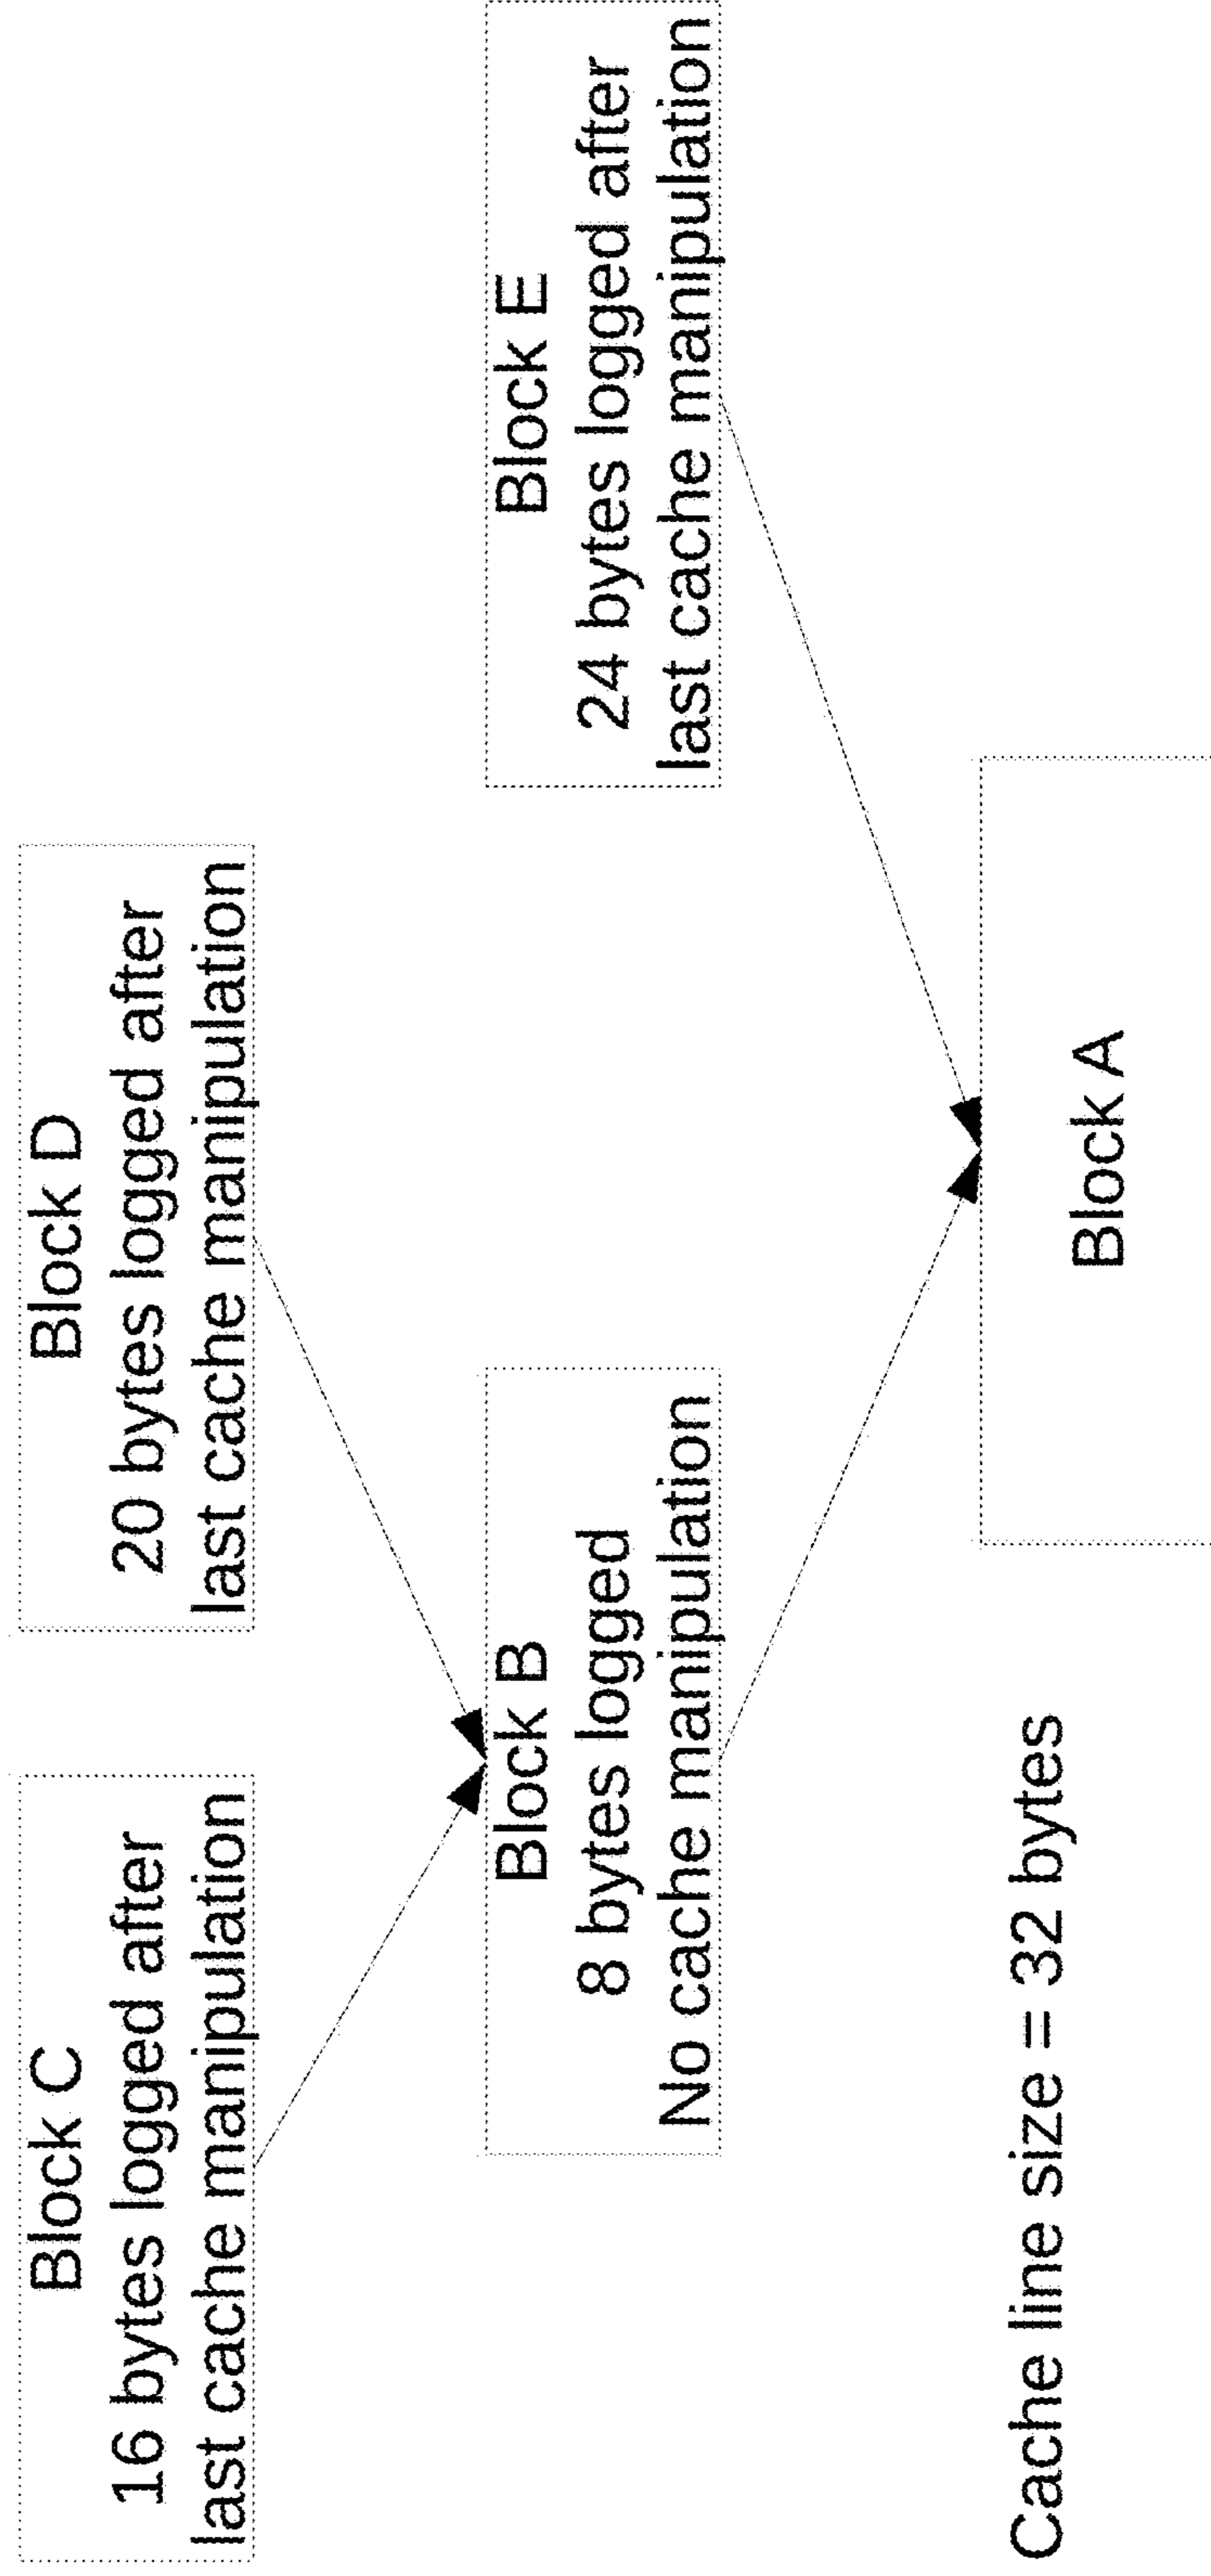 Block C
16 bytes logged after
last cache manipulation
Block D
20 bytes logged after
last cache manipulation
Block B
8 bytes logged
No cache manipulation
Block E
24 bytes logged after
last cache manipulation
Cache line size = 32 bytes
Block A